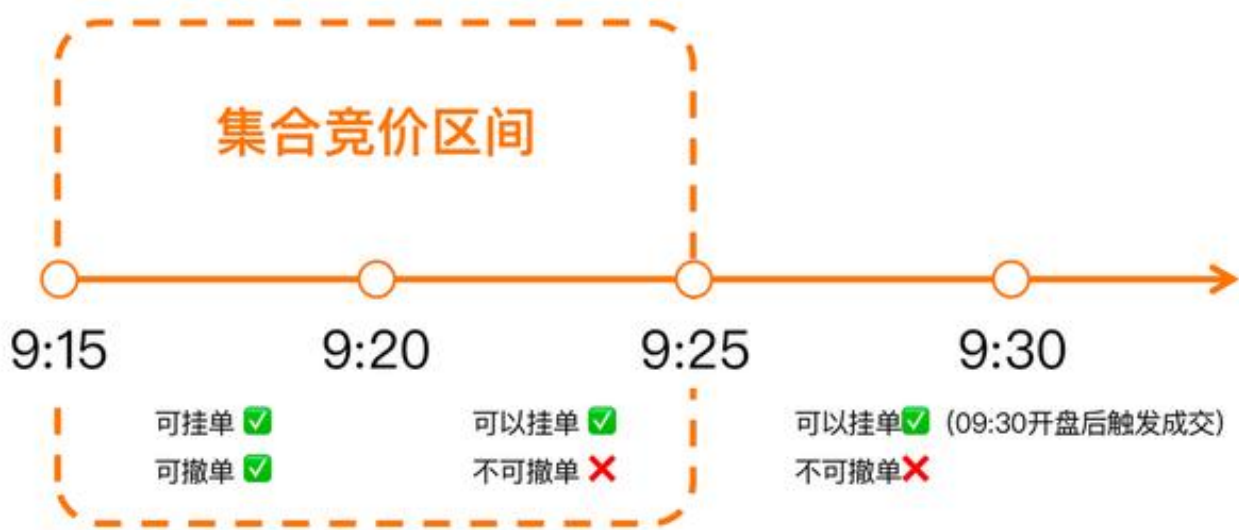 集合竞价区间
9:15 9:20 9:25 9:30
可挂单 ✅ 可以挂单 ✅ 可以挂单✅ (09:30开盘后触发成交)
可撤单 ✅ 不可撤单 ❌ 不可撤单❌